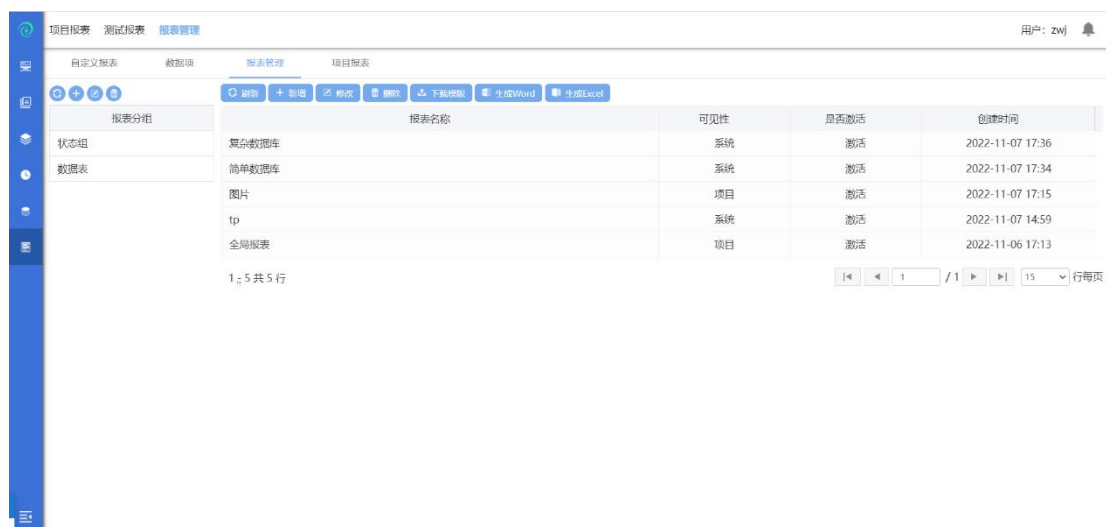 项目报表 测试报表 报表管理 用户：zwj
自定义报表 数据项 报表管理 项目报表
刷新 新增 修改 删除 下载模版 生成Word 生成Excel
报表分组 报表名称 可见性 是否激活 创建时间
状态组 复杂数据库 系统 激活 2022-11-07 17:36
数据表 简单数据库 系统 激活 2022-11-07 17:34
图片 项目 激活 2022-11-07 17:15
tp 系统 激活 2022-11-07 14:59
全局报表 项目 激活 2022-11-06 17:13
1 - 5 共 5 行 1 / 1 15 行每页